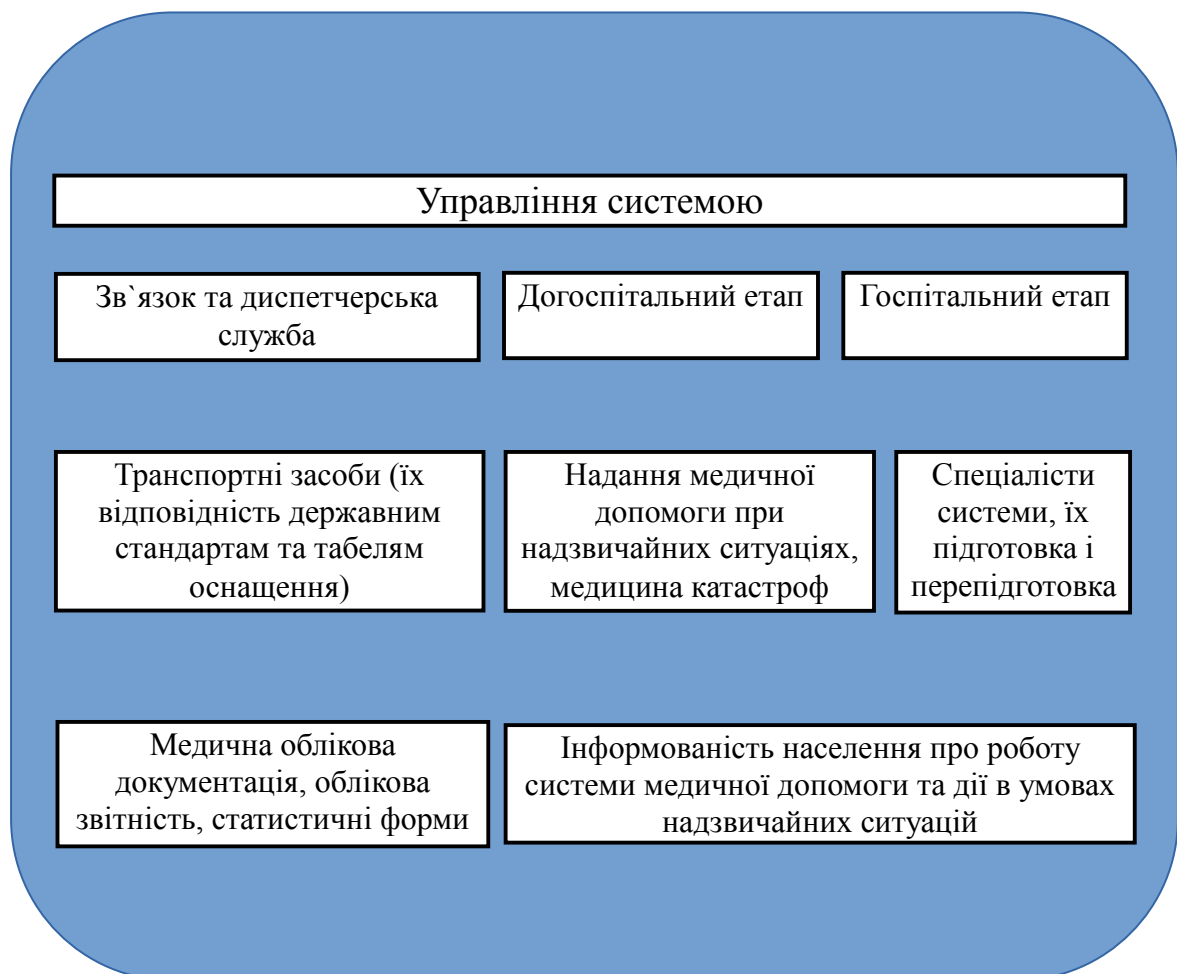 Управління системою
Зв`язок та диспетчерська
служба
Догоспітальний етап
Госпітальний етап
Транспортні засоби (їх
відповідність державним
стандартам та табелям
оснащення)
Надання медичної
допомоги при
надзвичайних ситуаціях,
медицина катастроф
Спеціалісти
системи, їх
підготовка і
перепідготовка
Медична облікова
документація, облікова
звітність, статистичні форми
Інформованість населення про роботу
системи медичної допомоги та дії в умовах
надзвичайних ситуацій